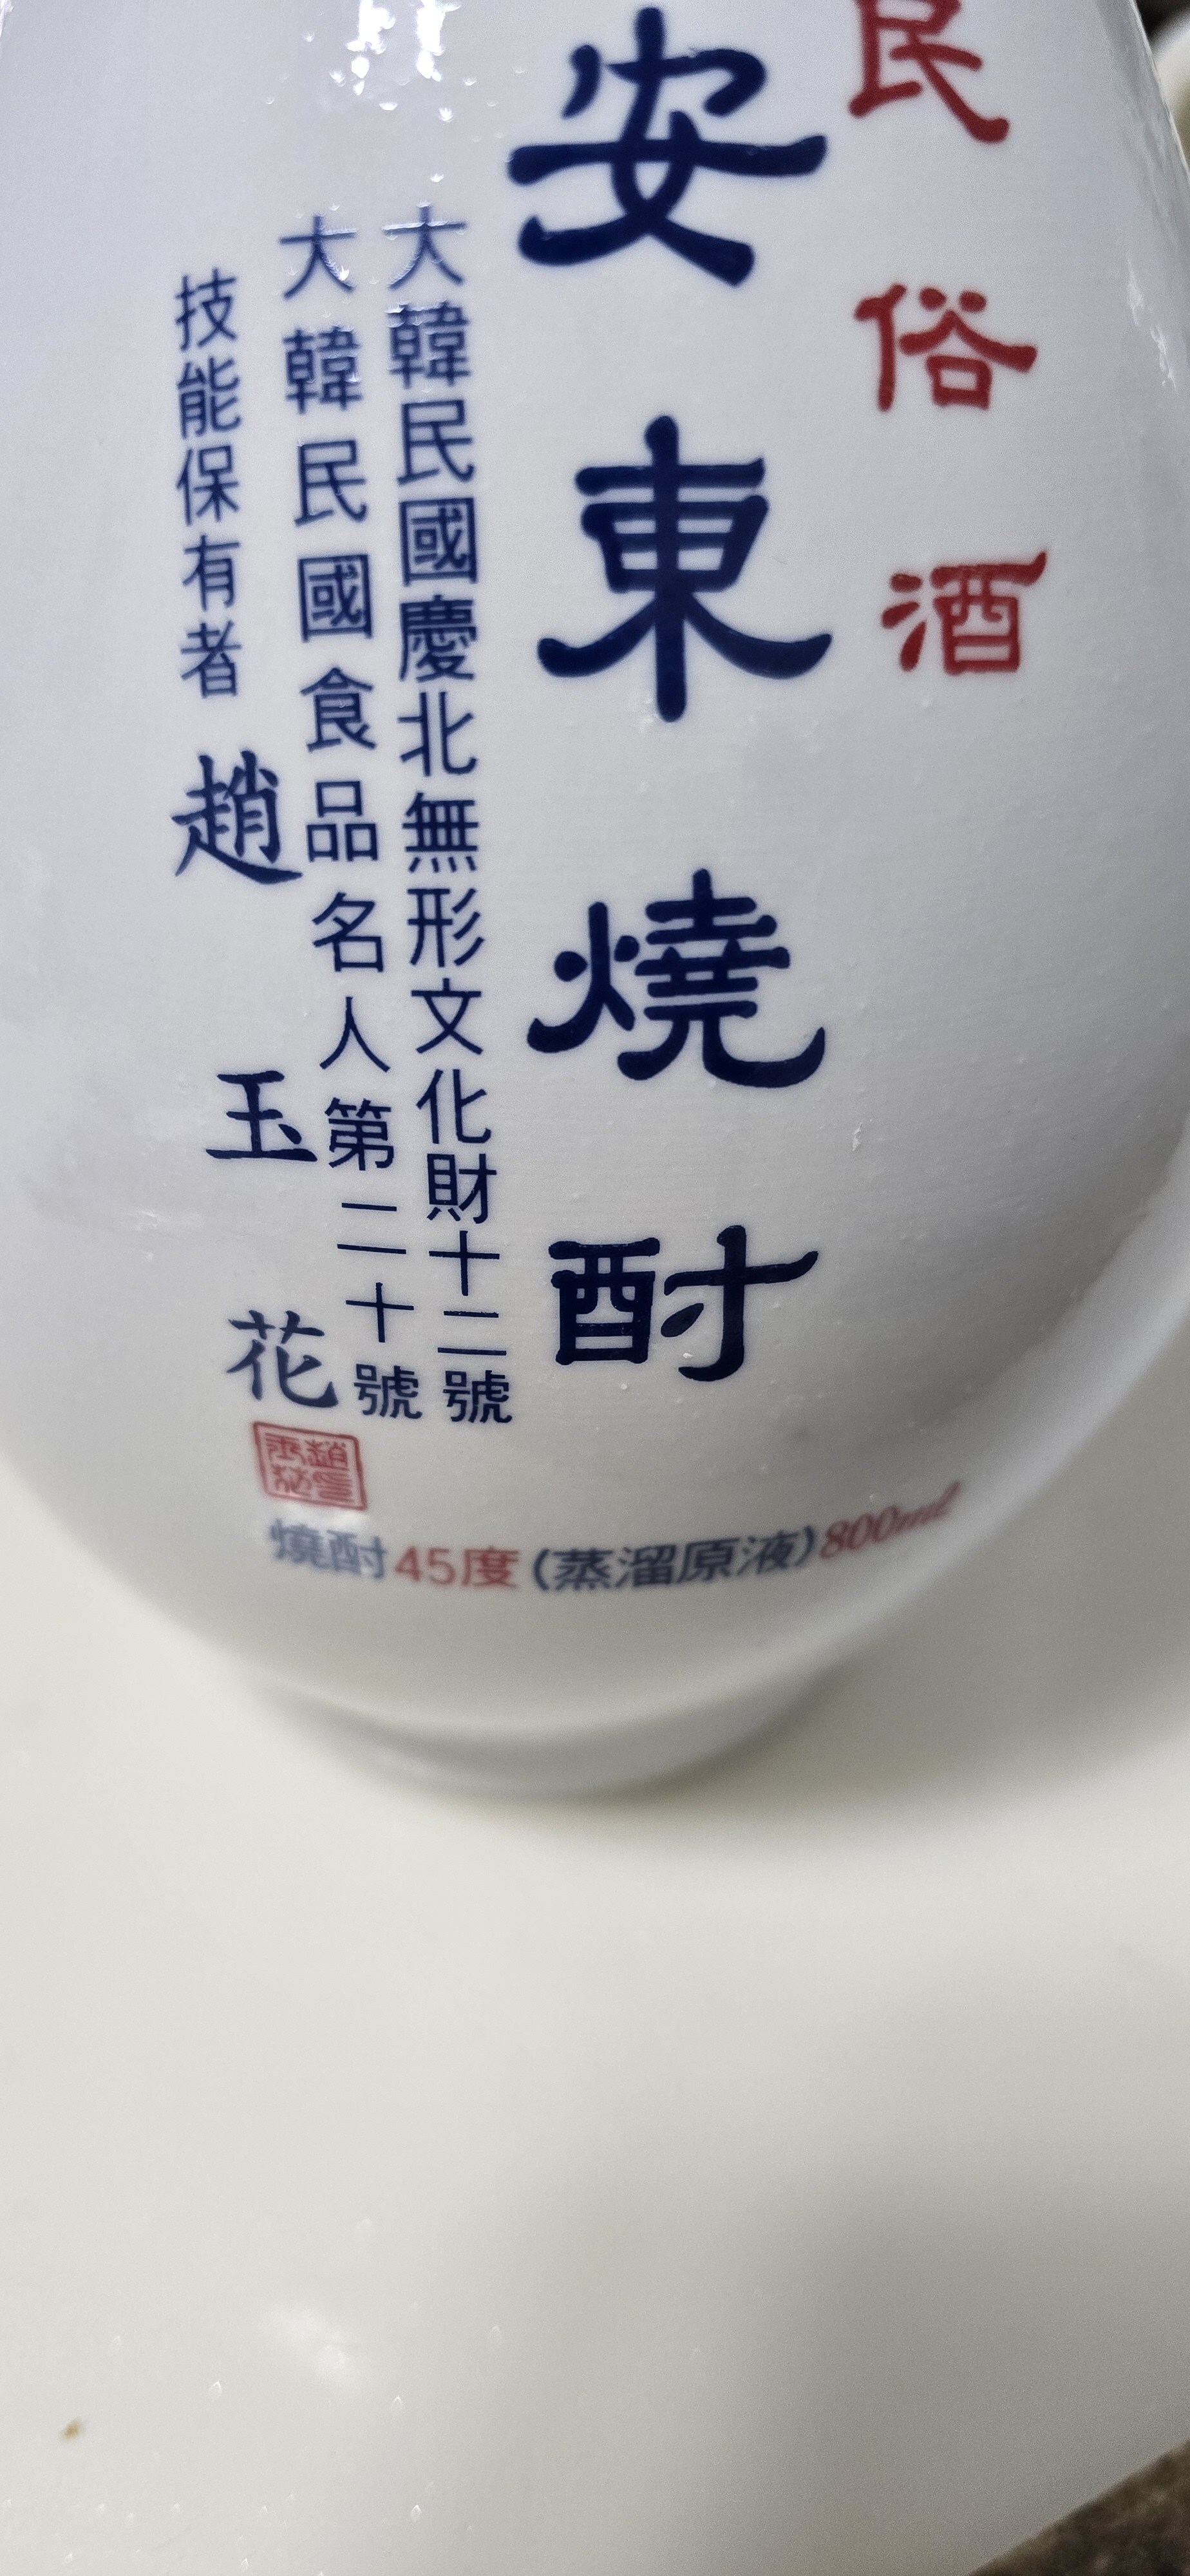 民俗酒
安東燒酎
大韓民國慶北無形文化財十二號
大韓民國食品名人第二十號
技能保有者 趙玉花
燒酎45度(蒸溜原液)800ml